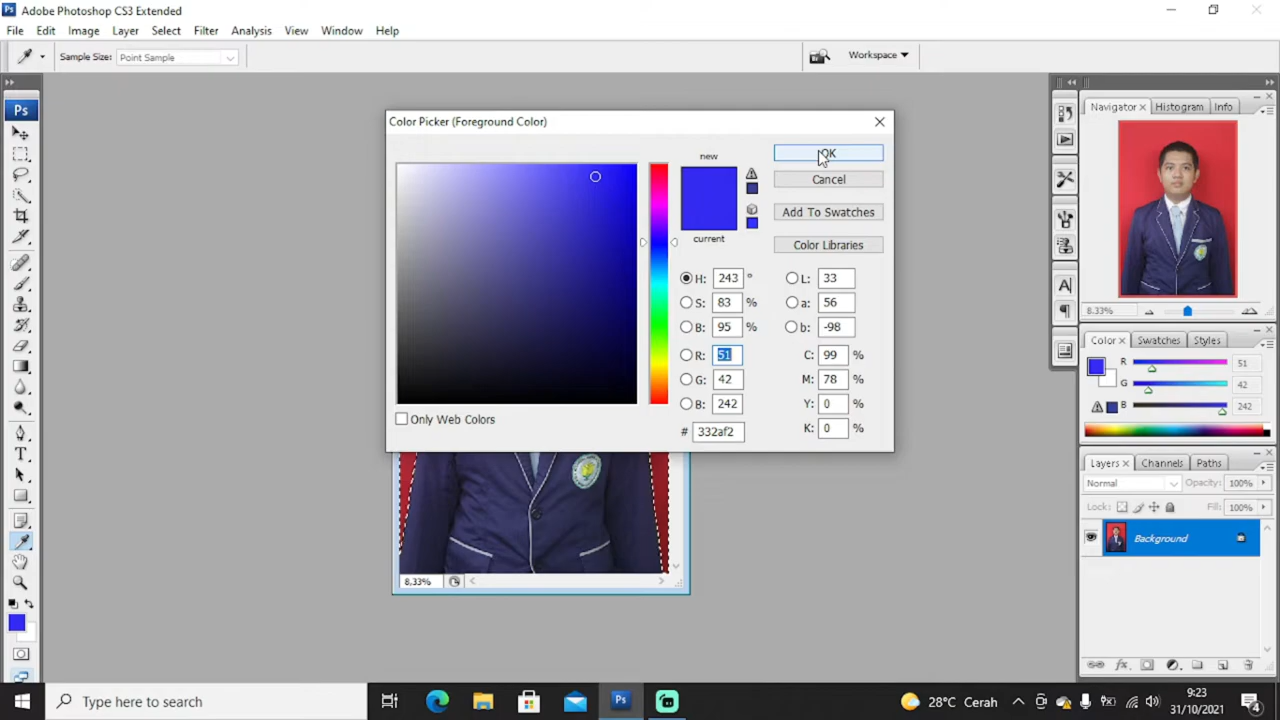 Ps Adobe Photoshop CS3 Extended
File Edit Image Layer Select Filter Analysis View Window Help
Sample Size: Point Sample
Workspace
Ps
Color Picker (Foreground Color)
new
current
OK
Cancel
Add To Swatches
Color Libraries
H: 243 °
S: 83 %
B: 95 %
R: 51
G: 42
B: 242
# 332af2
L: 33
a: 56
b: -98
C: 99 %
M: 78 %
Y: 0 %
K: 0 %
Only Web Colors
8,33%
Navigator × Histogram Info
8.33%
Color × Swatches Styles
R 51
G 42
B 242
Layers × Channels Paths
Normal Opacity: 100%
Lock: Fill: 100%
Background
T
A
Type here to search
Ps
28°C Cerah
9:23
31/10/2021
4